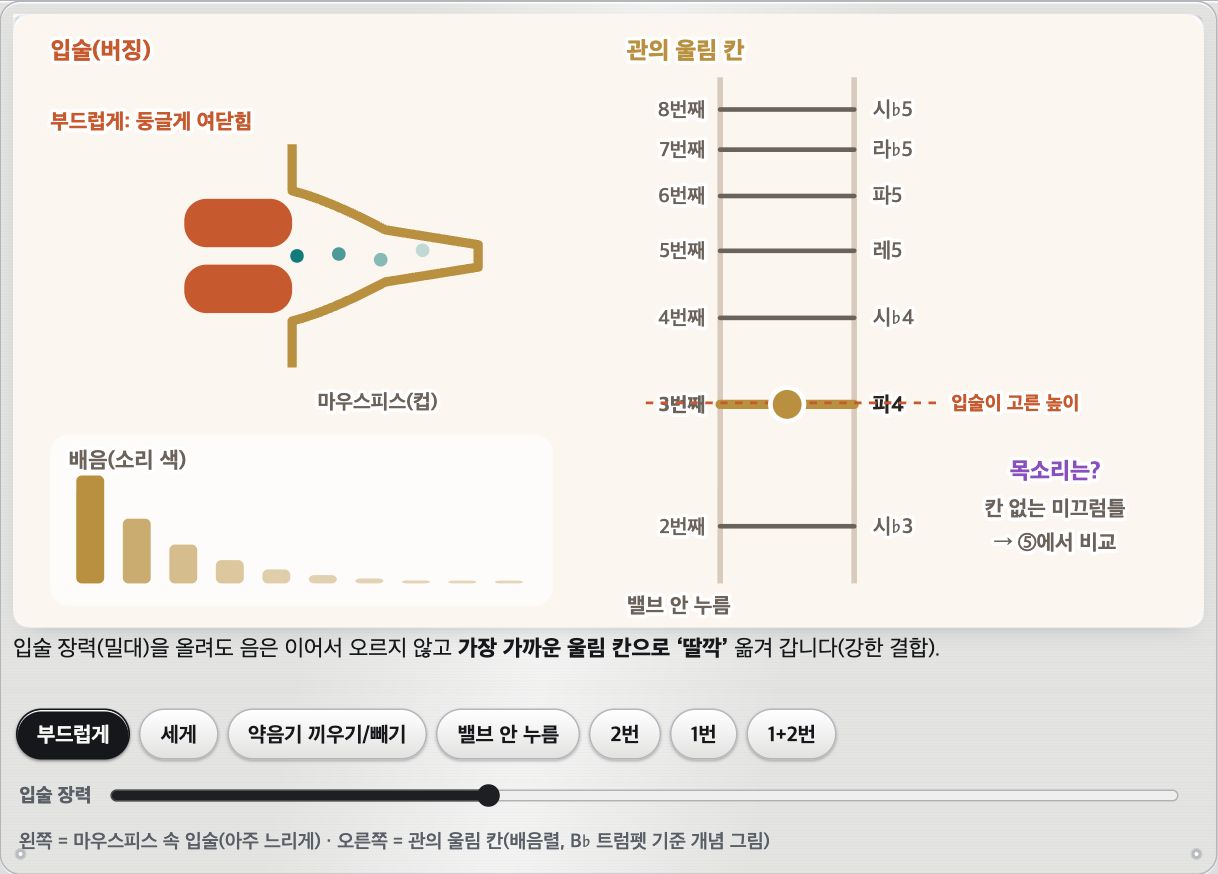 입술(버징)
부드럽게: 둥글게 여닫힘
마우스피스(컵)
배음(소리 색)
관의 울림 칸
8번째 시♭5
7번째 라♭5
6번째 파5
5번째 레5
4번째 시♭4
3번째 파4 입술이 고른 높이
2번째 시♭3
목소리는?
칸 없는 미끄럼틀
→ ⑤에서 비교
밸브 안 누름
입술 장력(밀대)을 올려도 음은 이어서 오르지 않고 가장 가까운 울림 칸으로 ‘딸깍’ 옮겨 갑니다(강한 결합).
부드럽게 세게 약음기 끼우기/빼기 밸브 안 누름 2번 1번 1+2번
입술 장력
왼쪽 = 마우스피스 속 입술(아주 느리게) · 오른쪽 = 관의 울림 칸(배음렬, B♭ 트럼펫 기준 개념 그림)